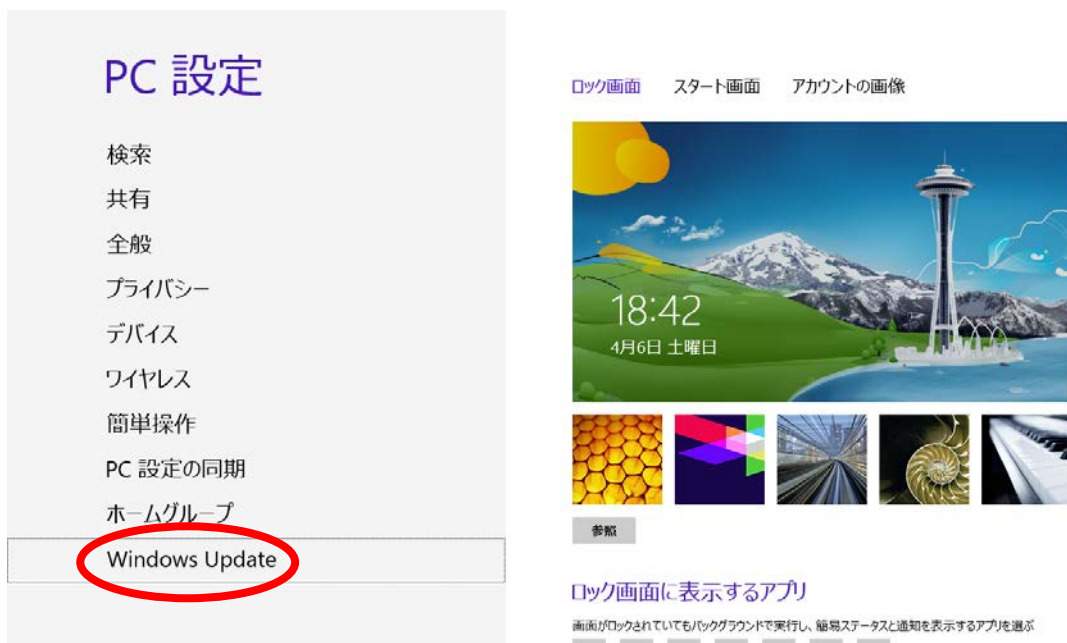 PC 設定
検索
共有
全般
プライバシー
デバイス
ワイヤレス
簡単操作
PC 設定の同期
ホームグループ
Windows Update
ロック画面 スタート画面 アカウントの画像
18:42
4月6日 土曜日
参照
ロック画面に表示するアプリ
画面がロックされていてもバックグラウンドで実行し、簡易ステータスと通知を表示するアプリを選ぶ